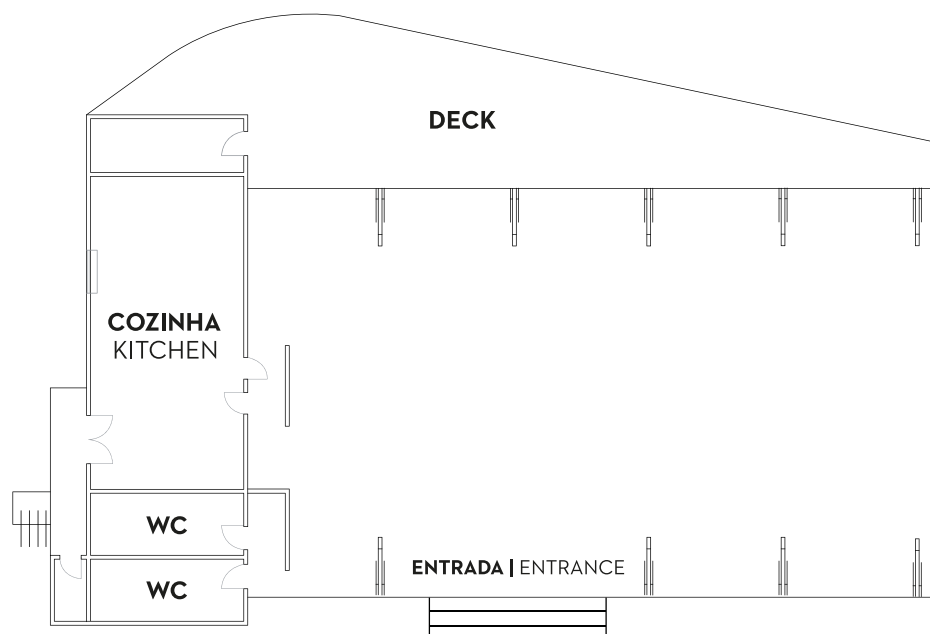 DECK
COZINHA
KITCHEN
WC
ENTRADA | ENTRANCE
WC